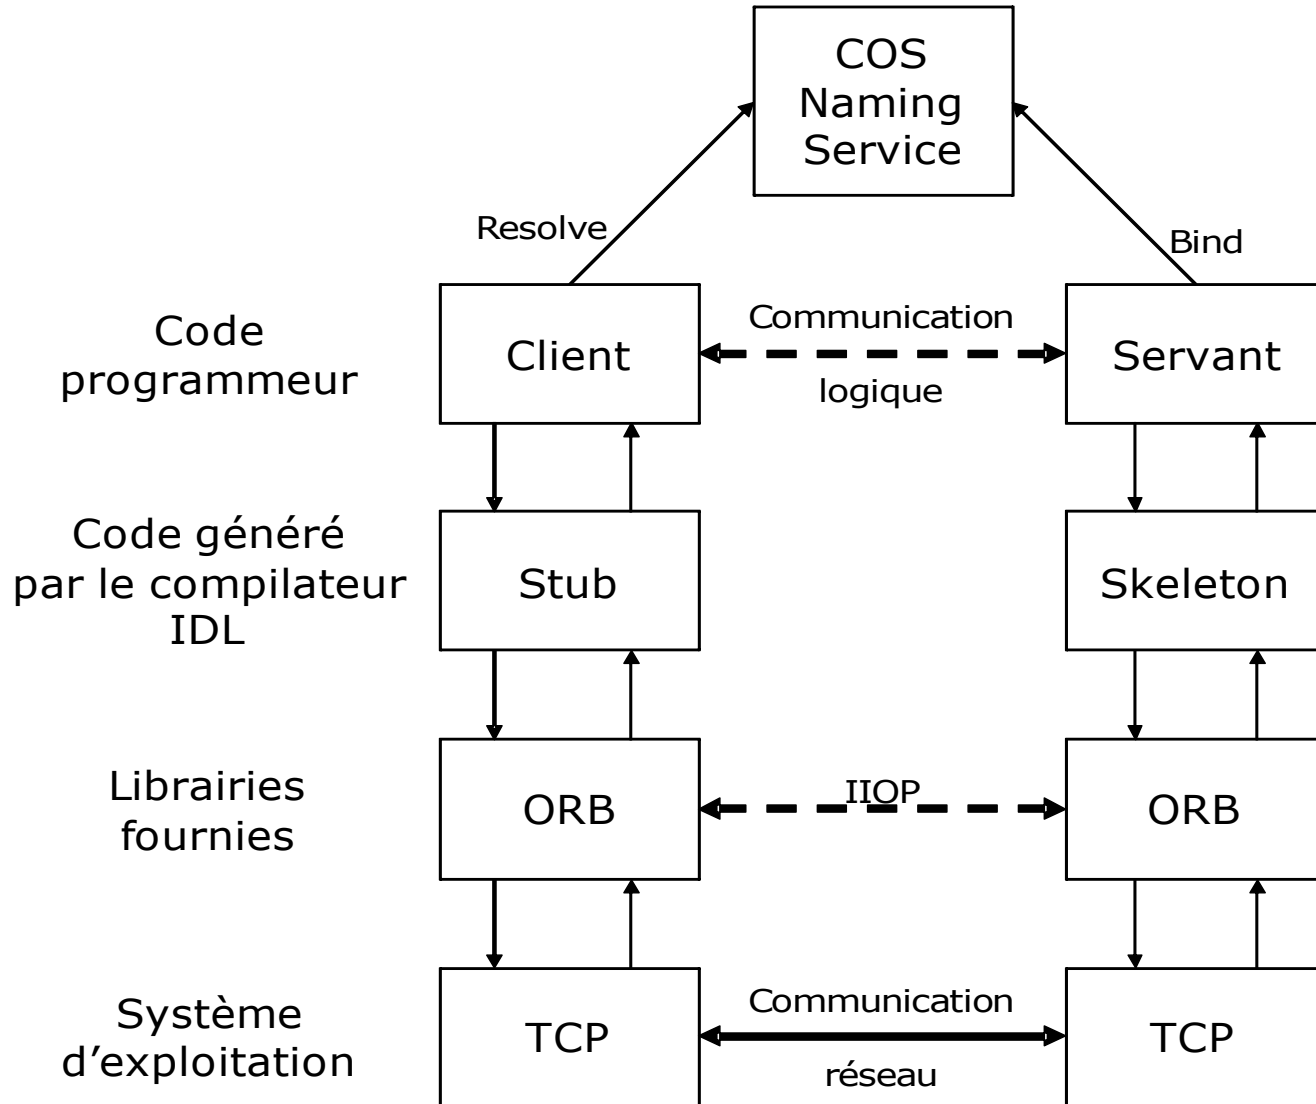 COS
Naming
Service
Resolve
Bind
Code
programmeur
Client
Communication
logique
Servant
Code généré
par le compilateur
IDL
Stub
Skeleton
Librairies
fournies
ORB
IIOP
ORB
Système
d’exploitation
TCP
Communication
réseau
TCP